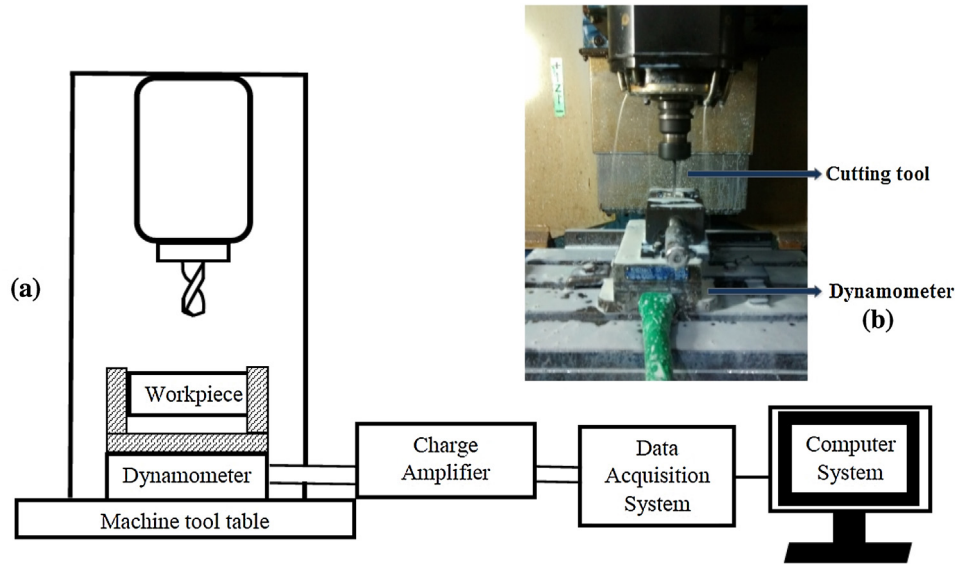 (a)
Workpiece
Dynamometer
Machine tool table
Charge
Amplifier
Data
Acquisition
System
Computer
System
Cutting tool
Dynamometer
(b)